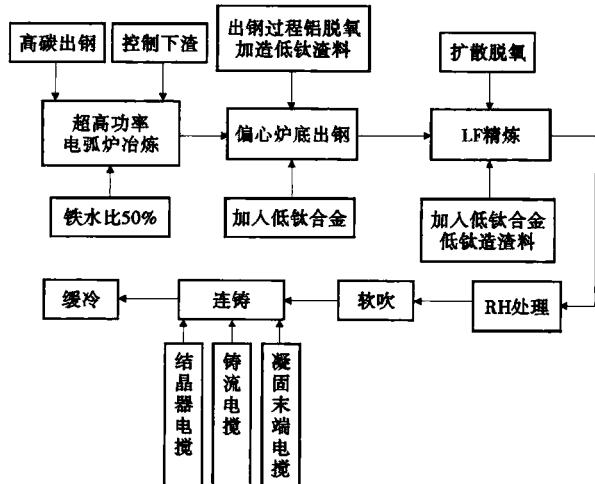 高碳出钢
控制下渣
出钢过程铝脱氧
加造低钛渣料
扩散脱氧
超高功率
电弧炉冶炼
偏心炉底出钢
LF精炼
铁水比50%
加入低钛合金
加入低钛合金
低钛造渣料
缓冷
连铸
软吹
RH处理
结晶器电搅
铸流电搅
凝固末端电搅